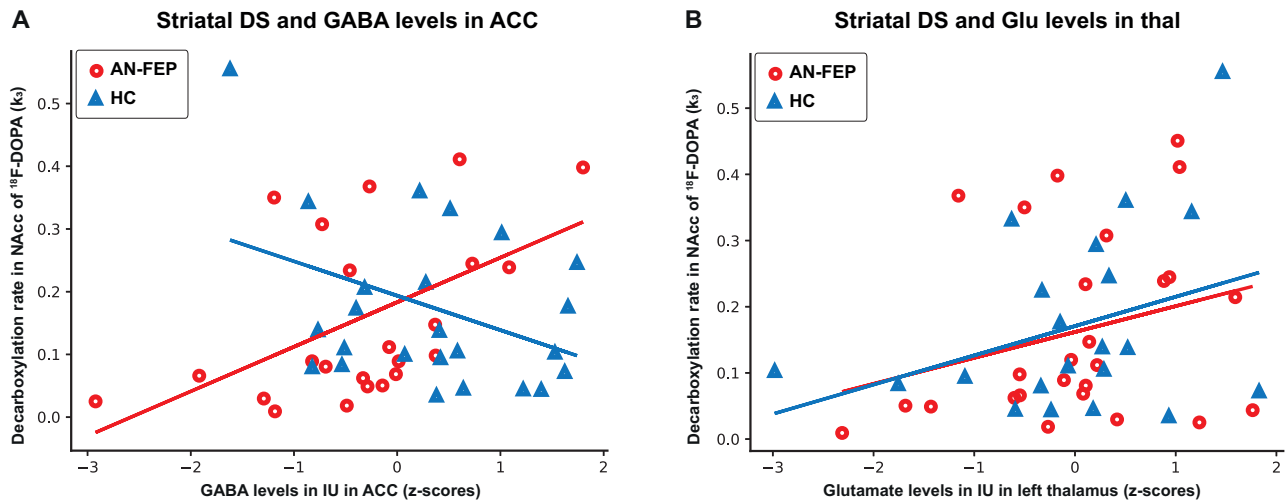 A
Striatal DS and GABA levels in ACC
AN-FEP
HC
Decarboxylation rate in NAcc of ¹⁸F-DOPA (k₃)
0.5
0.4
0.3
0.2
0.1
0.0
−3
−2
−1
0
1
2
GABA levels in IU in ACC (z-scores)
B
Striatal DS and Glu levels in thal
AN-FEP
HC
Decarboxylation rate in NAcc of ¹⁸F-DOPA (k₃)
0.5
0.4
0.3
0.2
0.1
0.0
−3
−2
−1
0
1
2
Glutamate levels in IU in left thalamus (z-scores)